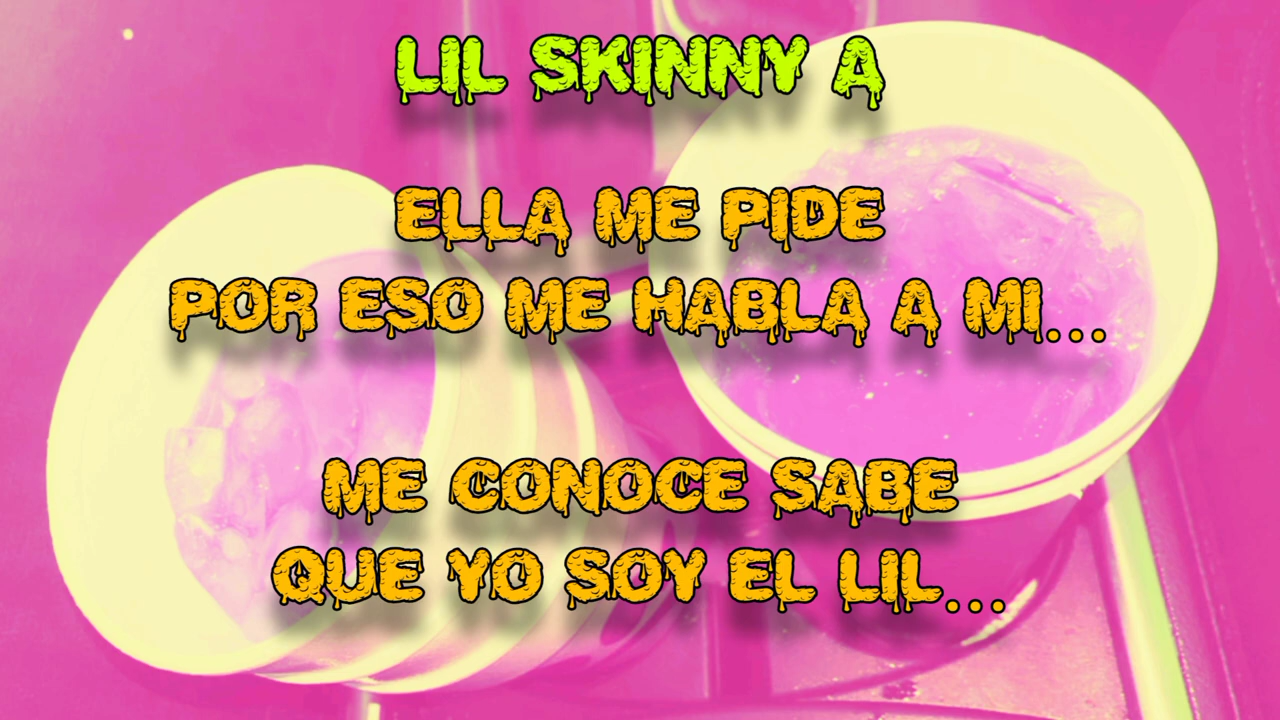 LIL SKINNY A
ELLA ME PIDE
POR ESO ME HABLA A MI...
ME CONOCE SABE
QUE YO SOY EL LIL...